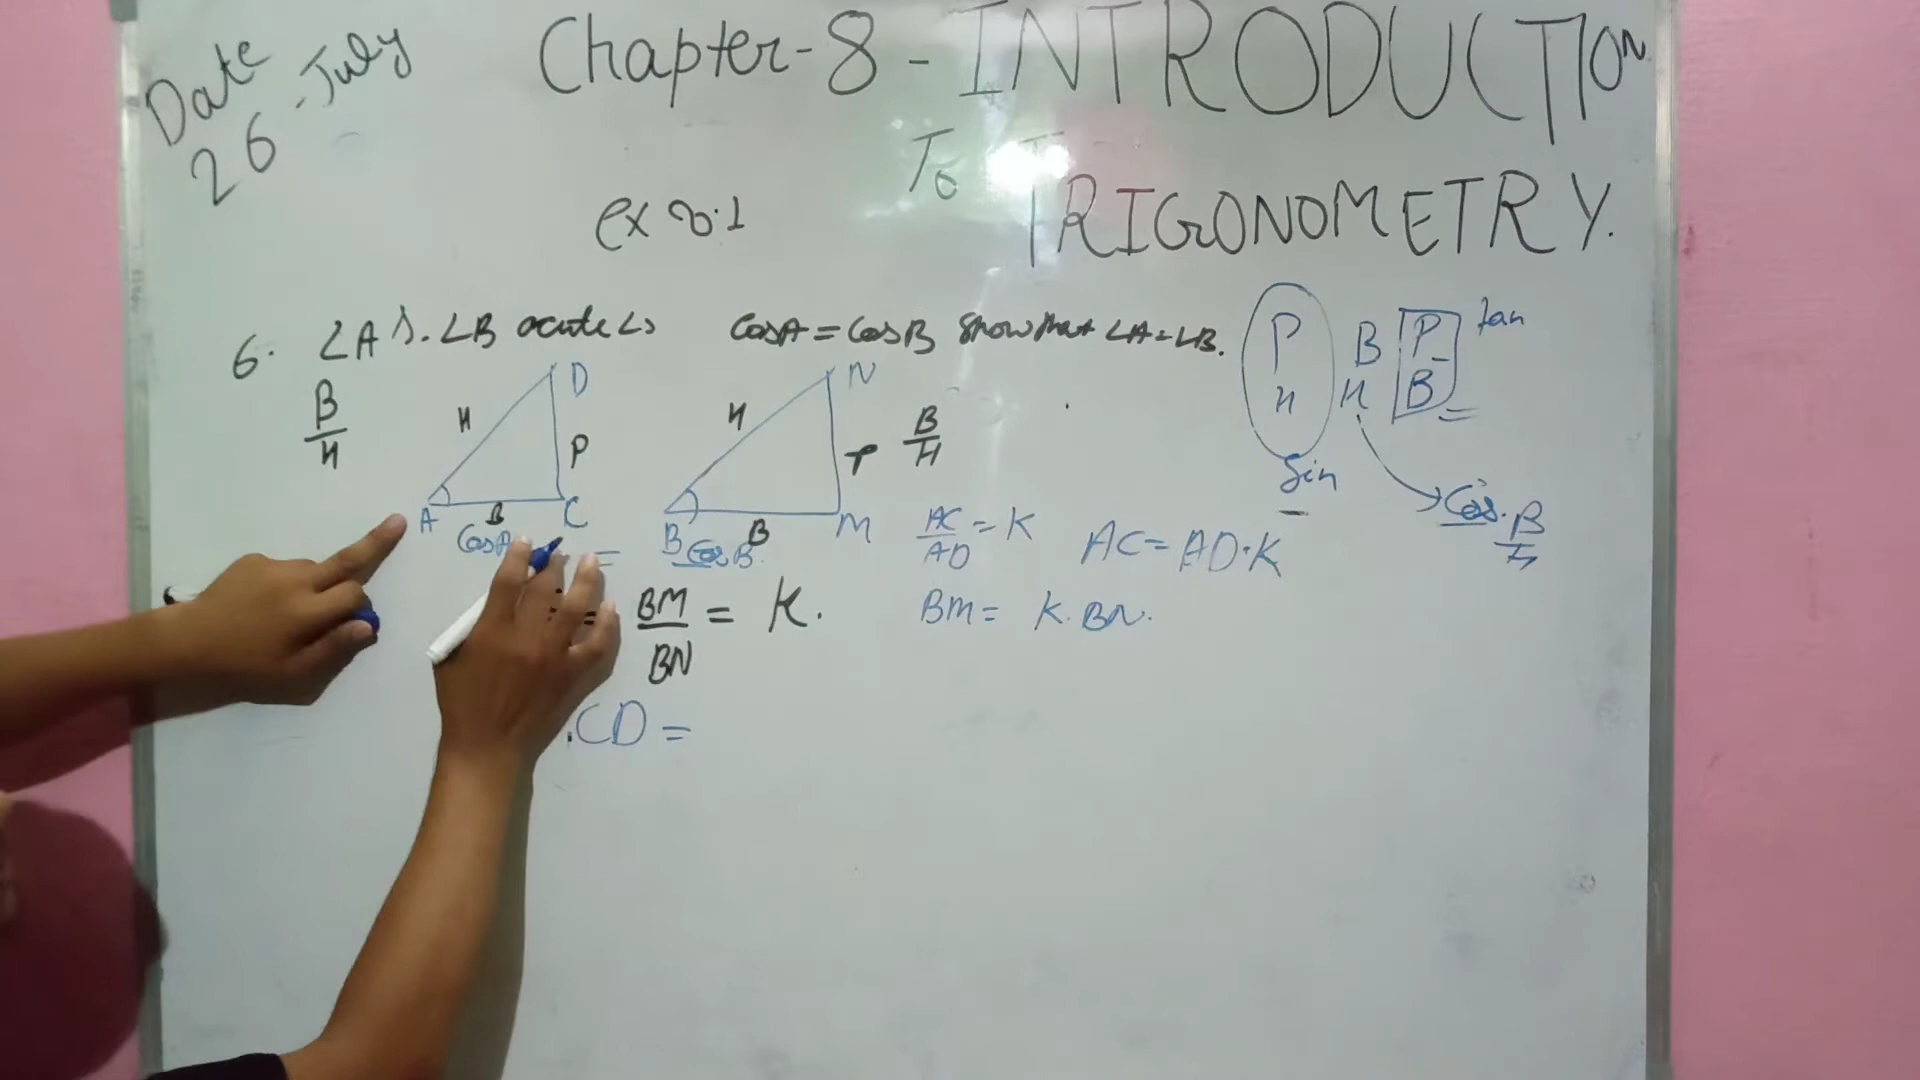 Date
26 - July
Chapter-8 - INTRODUCTION
To
TRIGONOMETRY.
ex 8.1
6. ∠A . ∠B acute ∠s CosA = CosB Show that ∠A = ∠B.
B
H
H
D
P
A
B
C
CosA
=
H
N
P
B
B
M
CosB
B
H
P
H
Sin
B
H
P
B
tan
Cos.
B
H
AC
AD
= K
AC = AD.K
BM
BN
= K.
BM = K. BN.
CD =